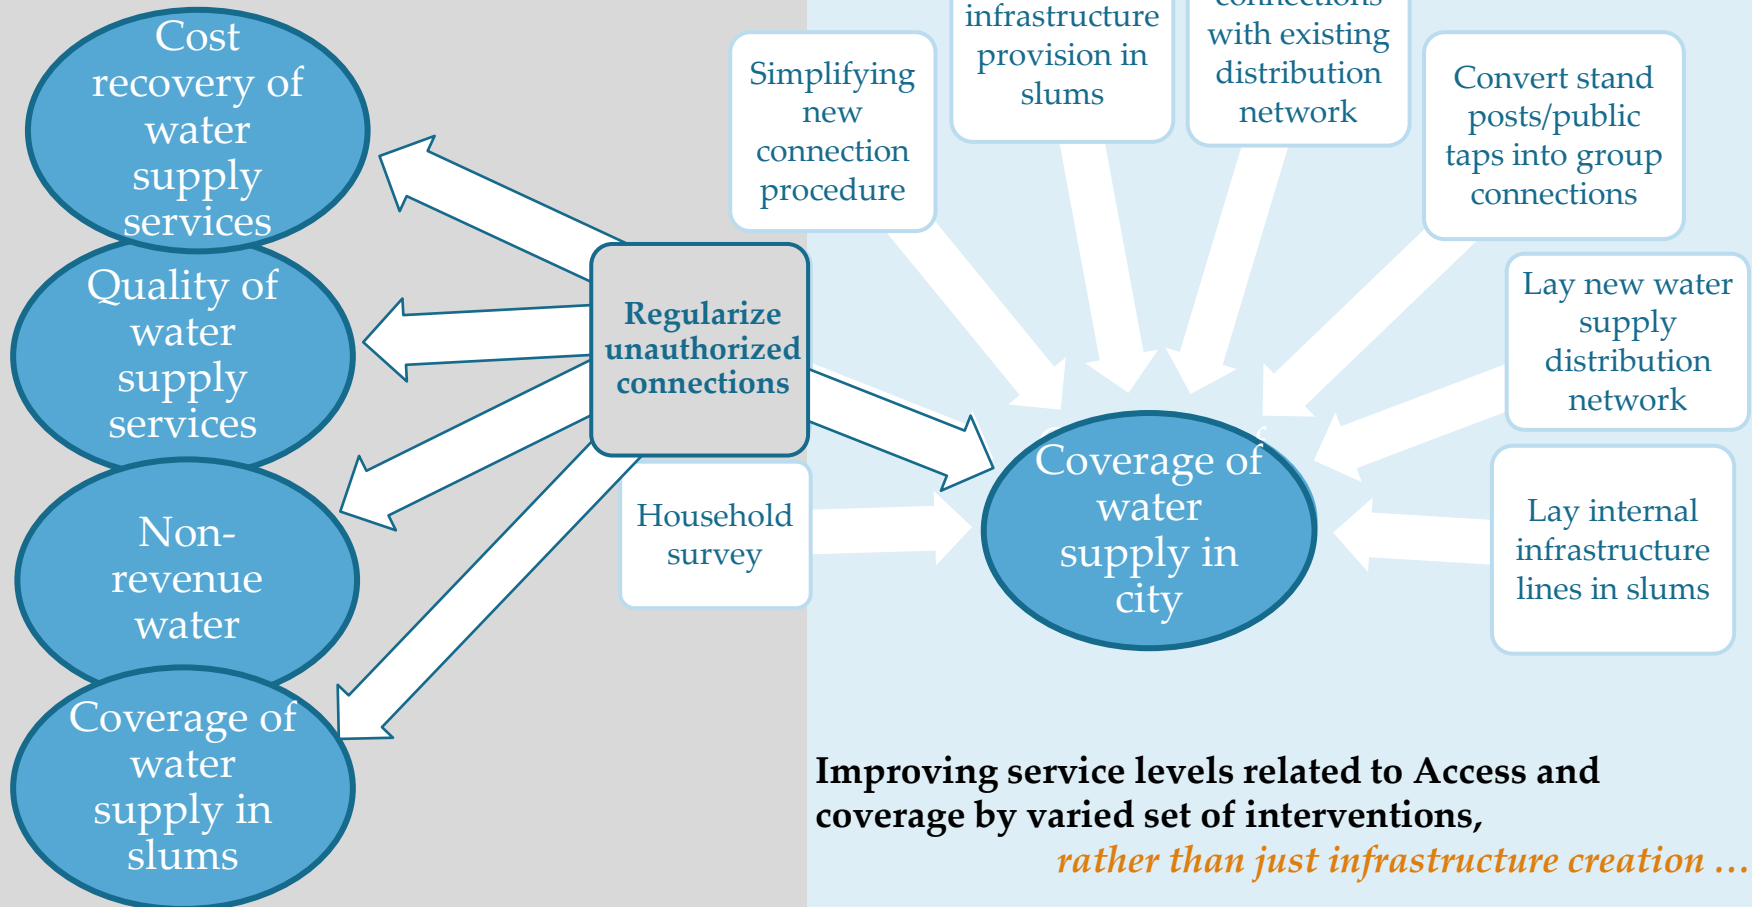 Cost
recovery of
water
supply
services
Quality of
water
supply
services
Non-
revenue
water
Coverage of
water
supply in
slums
Regularize
unauthorized
connections
Household
survey
Simplifying
new
connection
procedure
infrastructure
provision in
slums
connections
with existing
distribution
network
Convert stand
posts/public
taps into group
connections
Lay new water
supply
distribution
network
Lay internal
infrastructure
lines in slums
Coverage of
water
supply in
city
Improving service levels related to Access and
coverage by varied set of interventions,
rather than just infrastructure creation …